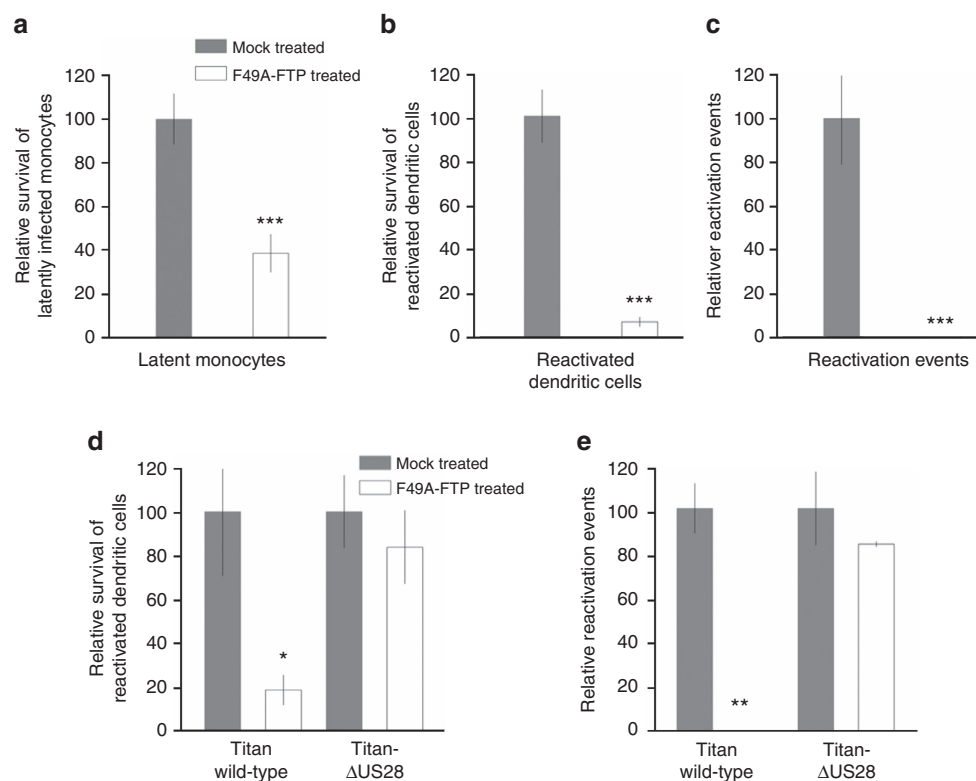 a
Mock treated
F49A-FTP treated
Relative survival of
latently infected monocytes
120
100
80
60
40
20
0
***
Latent monocytes
b
Relative survival of
reactivated dendritic cells
120
100
80
60
40
20
0
***
Reactivated
dendritic cells
c
Relativer eactivation events
120
100
80
60
40
20
0
***
Reactivation events
d
Mock treated
F49A-FTP treated
Relative survival of
reactivated dendritic cells
120
100
80
60
40
20
0
*
Titan
wild-type
Titan-
ΔUS28
e
Relative reactivation events
120
100
80
60
40
20
0
**
Titan
wild-type
Titan-
ΔUS28